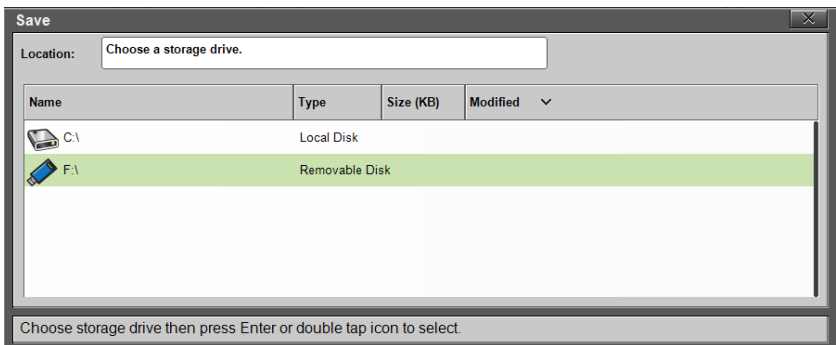 Save
Location: Choose a storage drive.
Name Type Size (KB) Modified
C:\ Local Disk
F:\ Removable Disk
Choose storage drive then press Enter or double tap icon to select.